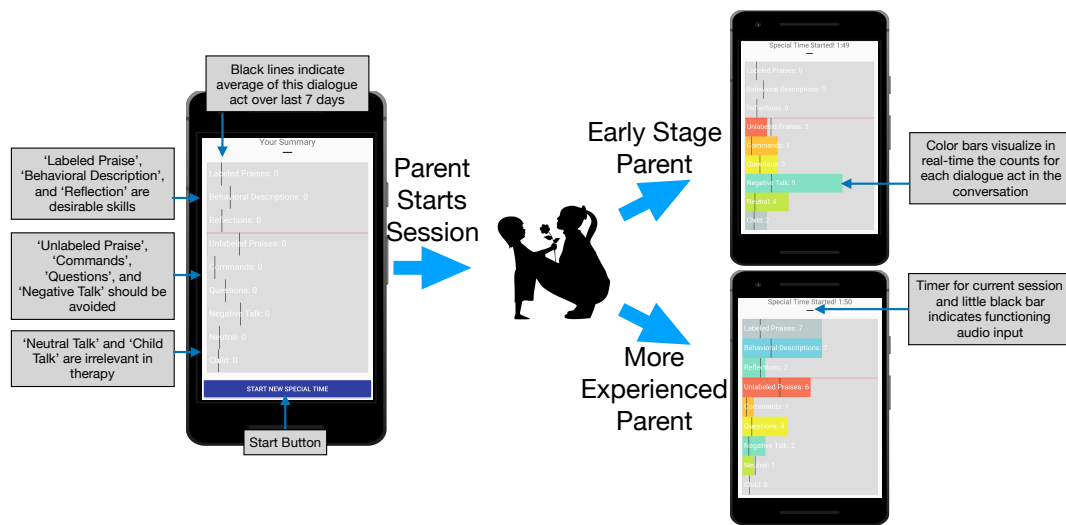 Black lines indicate
average of this dialogue
act over last 7 days
'Labeled Praise',
'Behavioral Description',
and 'Reflection' are
desirable skills
'Unlabeled Praise',
'Commands',
'Questions', and
'Negative Talk' should be
avoided
'Neutral Talk' and 'Child
Talk' are irrelevant in
therapy
Your Summary
Labeled Praises: 0
Behavioral Descriptions: 0
Reflections: 0
Unlabeled Praises: 0
Commands: 0
Questions: 0
Negative Talk: 0
Neutral: 0
Child: 0
START NEW SPECIAL TIME
Start Button
Parent
Starts
Session
Early Stage
Parent
More
Experienced
Parent
Special Time Started! 1:49
Labeled Praises: 0
Behavioral Descriptions: 0
Reflections: 0
Unlabeled Praises: 2
Commands: 3
Questions: 3
Negative Talk: 9
Neutral: 4
Child: 2
Color bars visualize in
real-time the counts for
each dialogue act in the
conversation
Special Time Started! 1:50
Labeled Praises: 7
Behavioral Descriptions: 7
Reflections: 2
Unlabeled Praises: 6
Commands: 1
Questions: 4
Negative Talk: 2
Neutral: 1
Child: 0
Timer for current session
and little black bar
indicates functioning
audio input